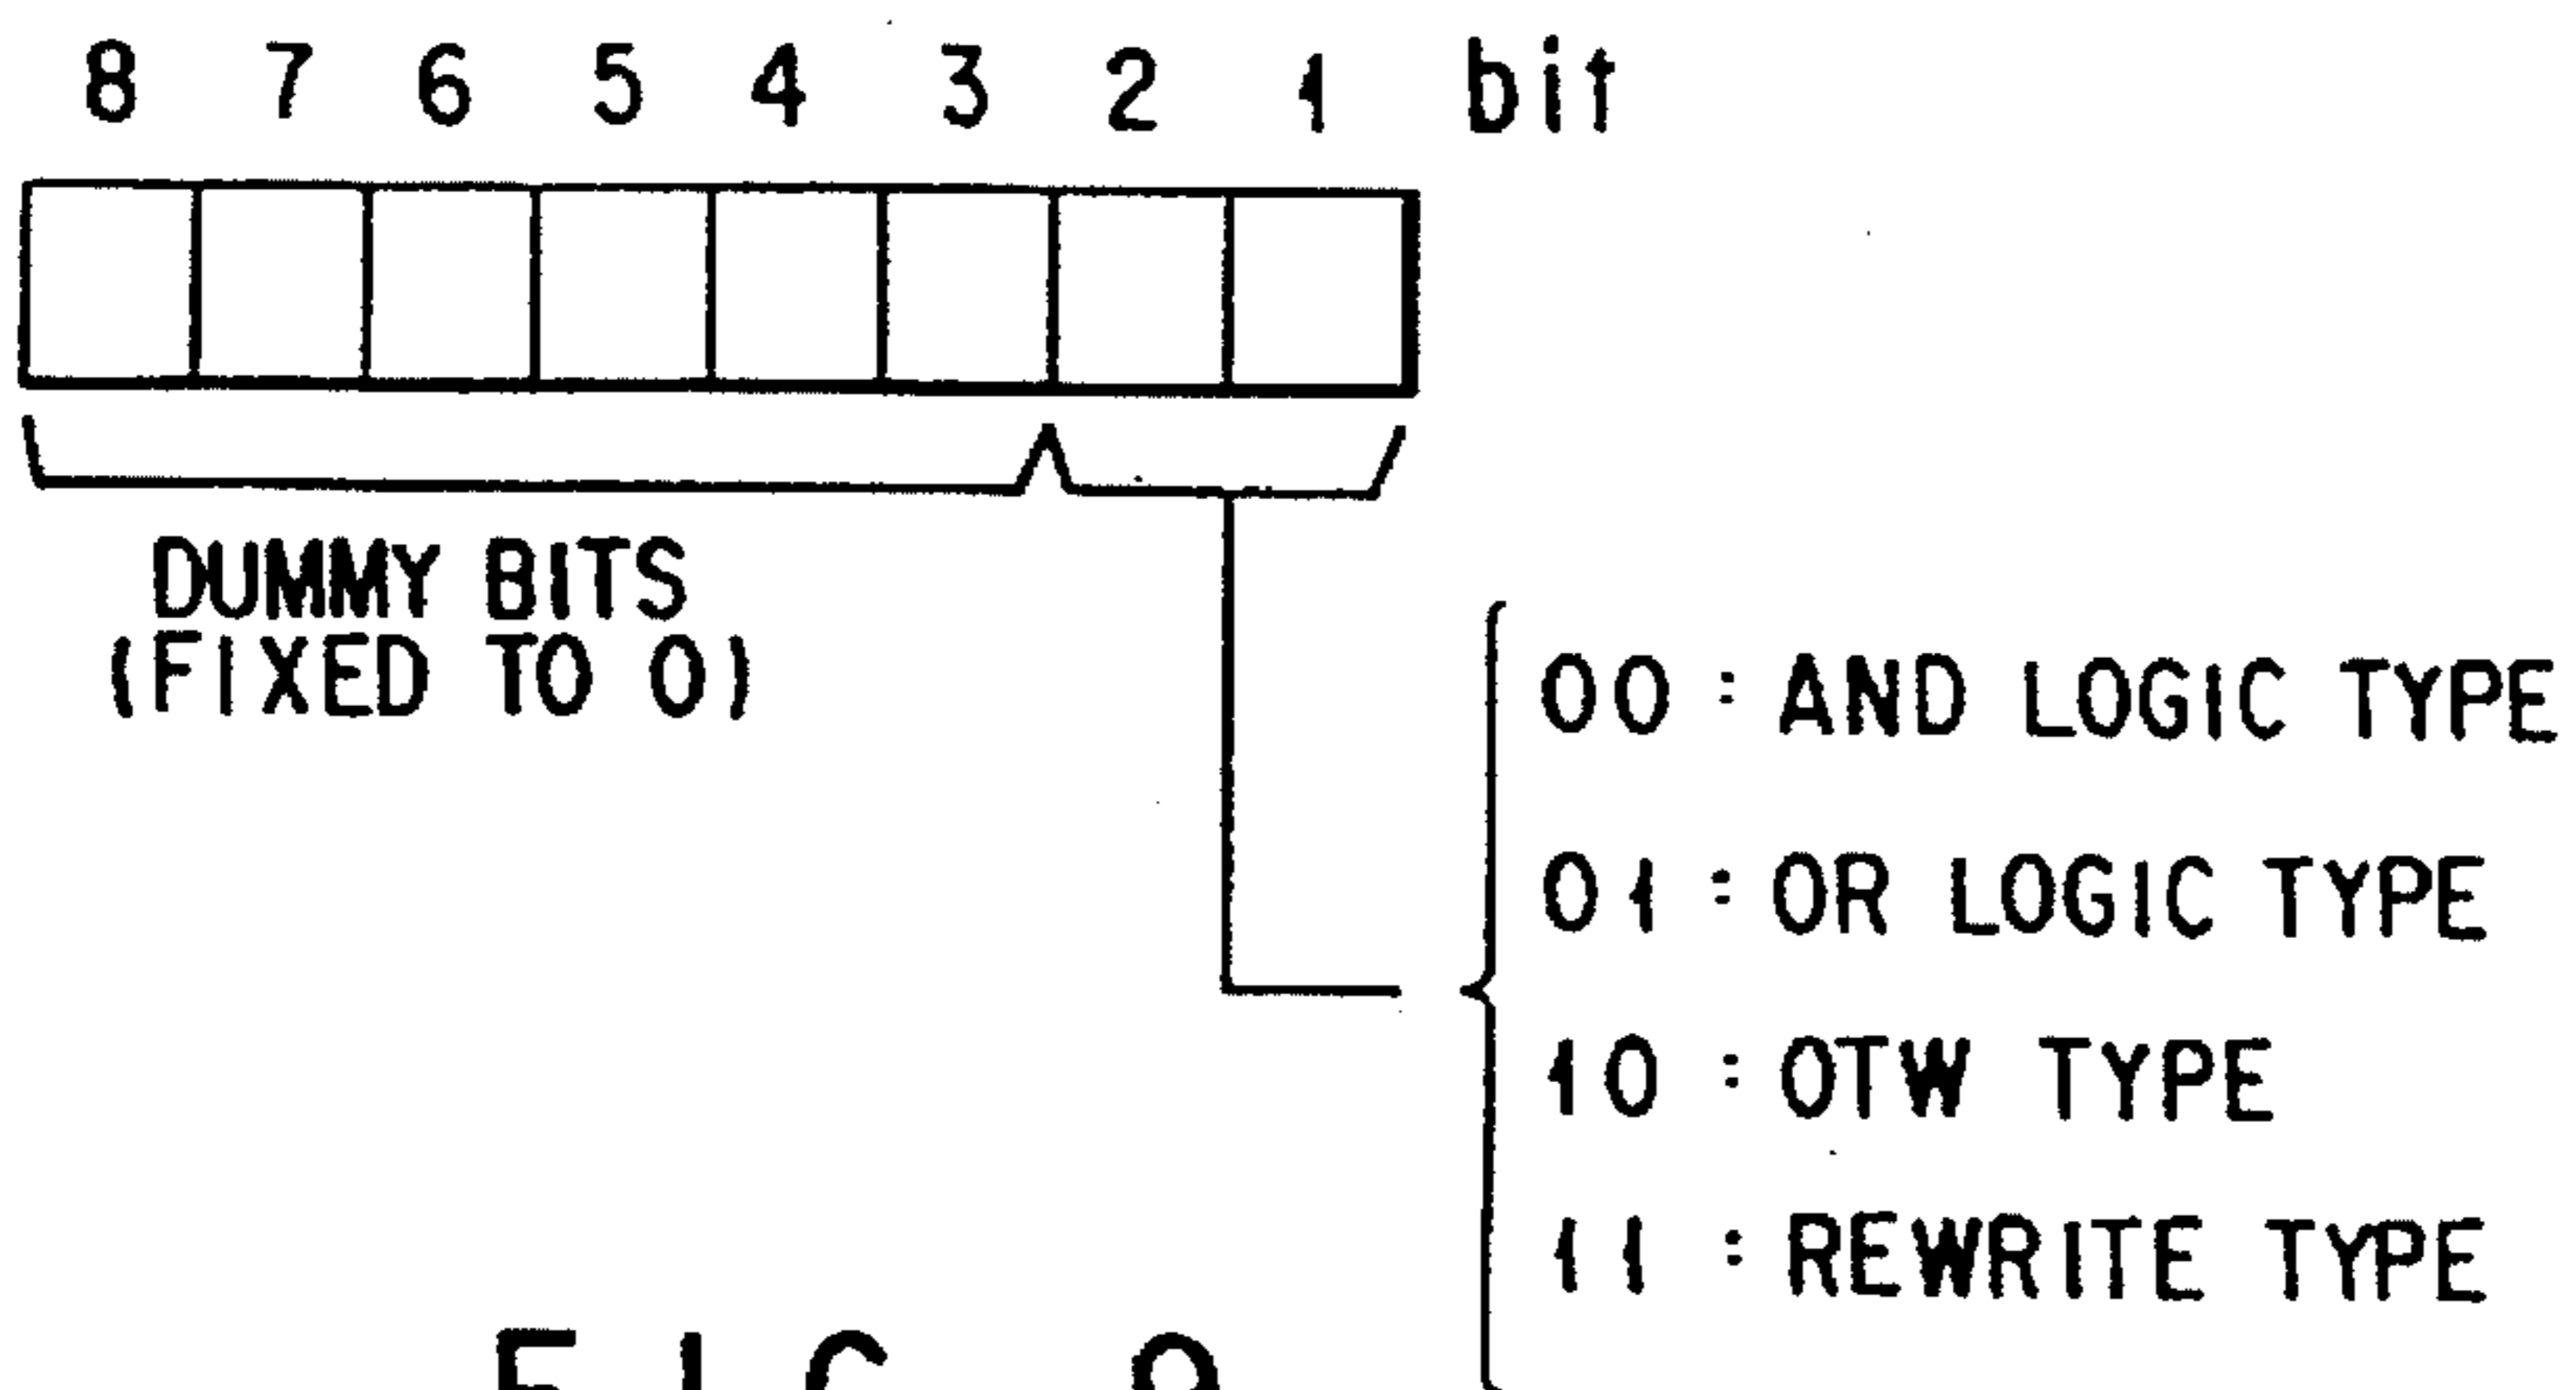 8 7 6 5 4 3 2 1 bit
DUMMY BITS
(FIXED TO 0)
00 : AND LOGIC TYPE
01 : OR LOGIC TYPE
10 : OTW TYPE
11 : REWRITE TYPE